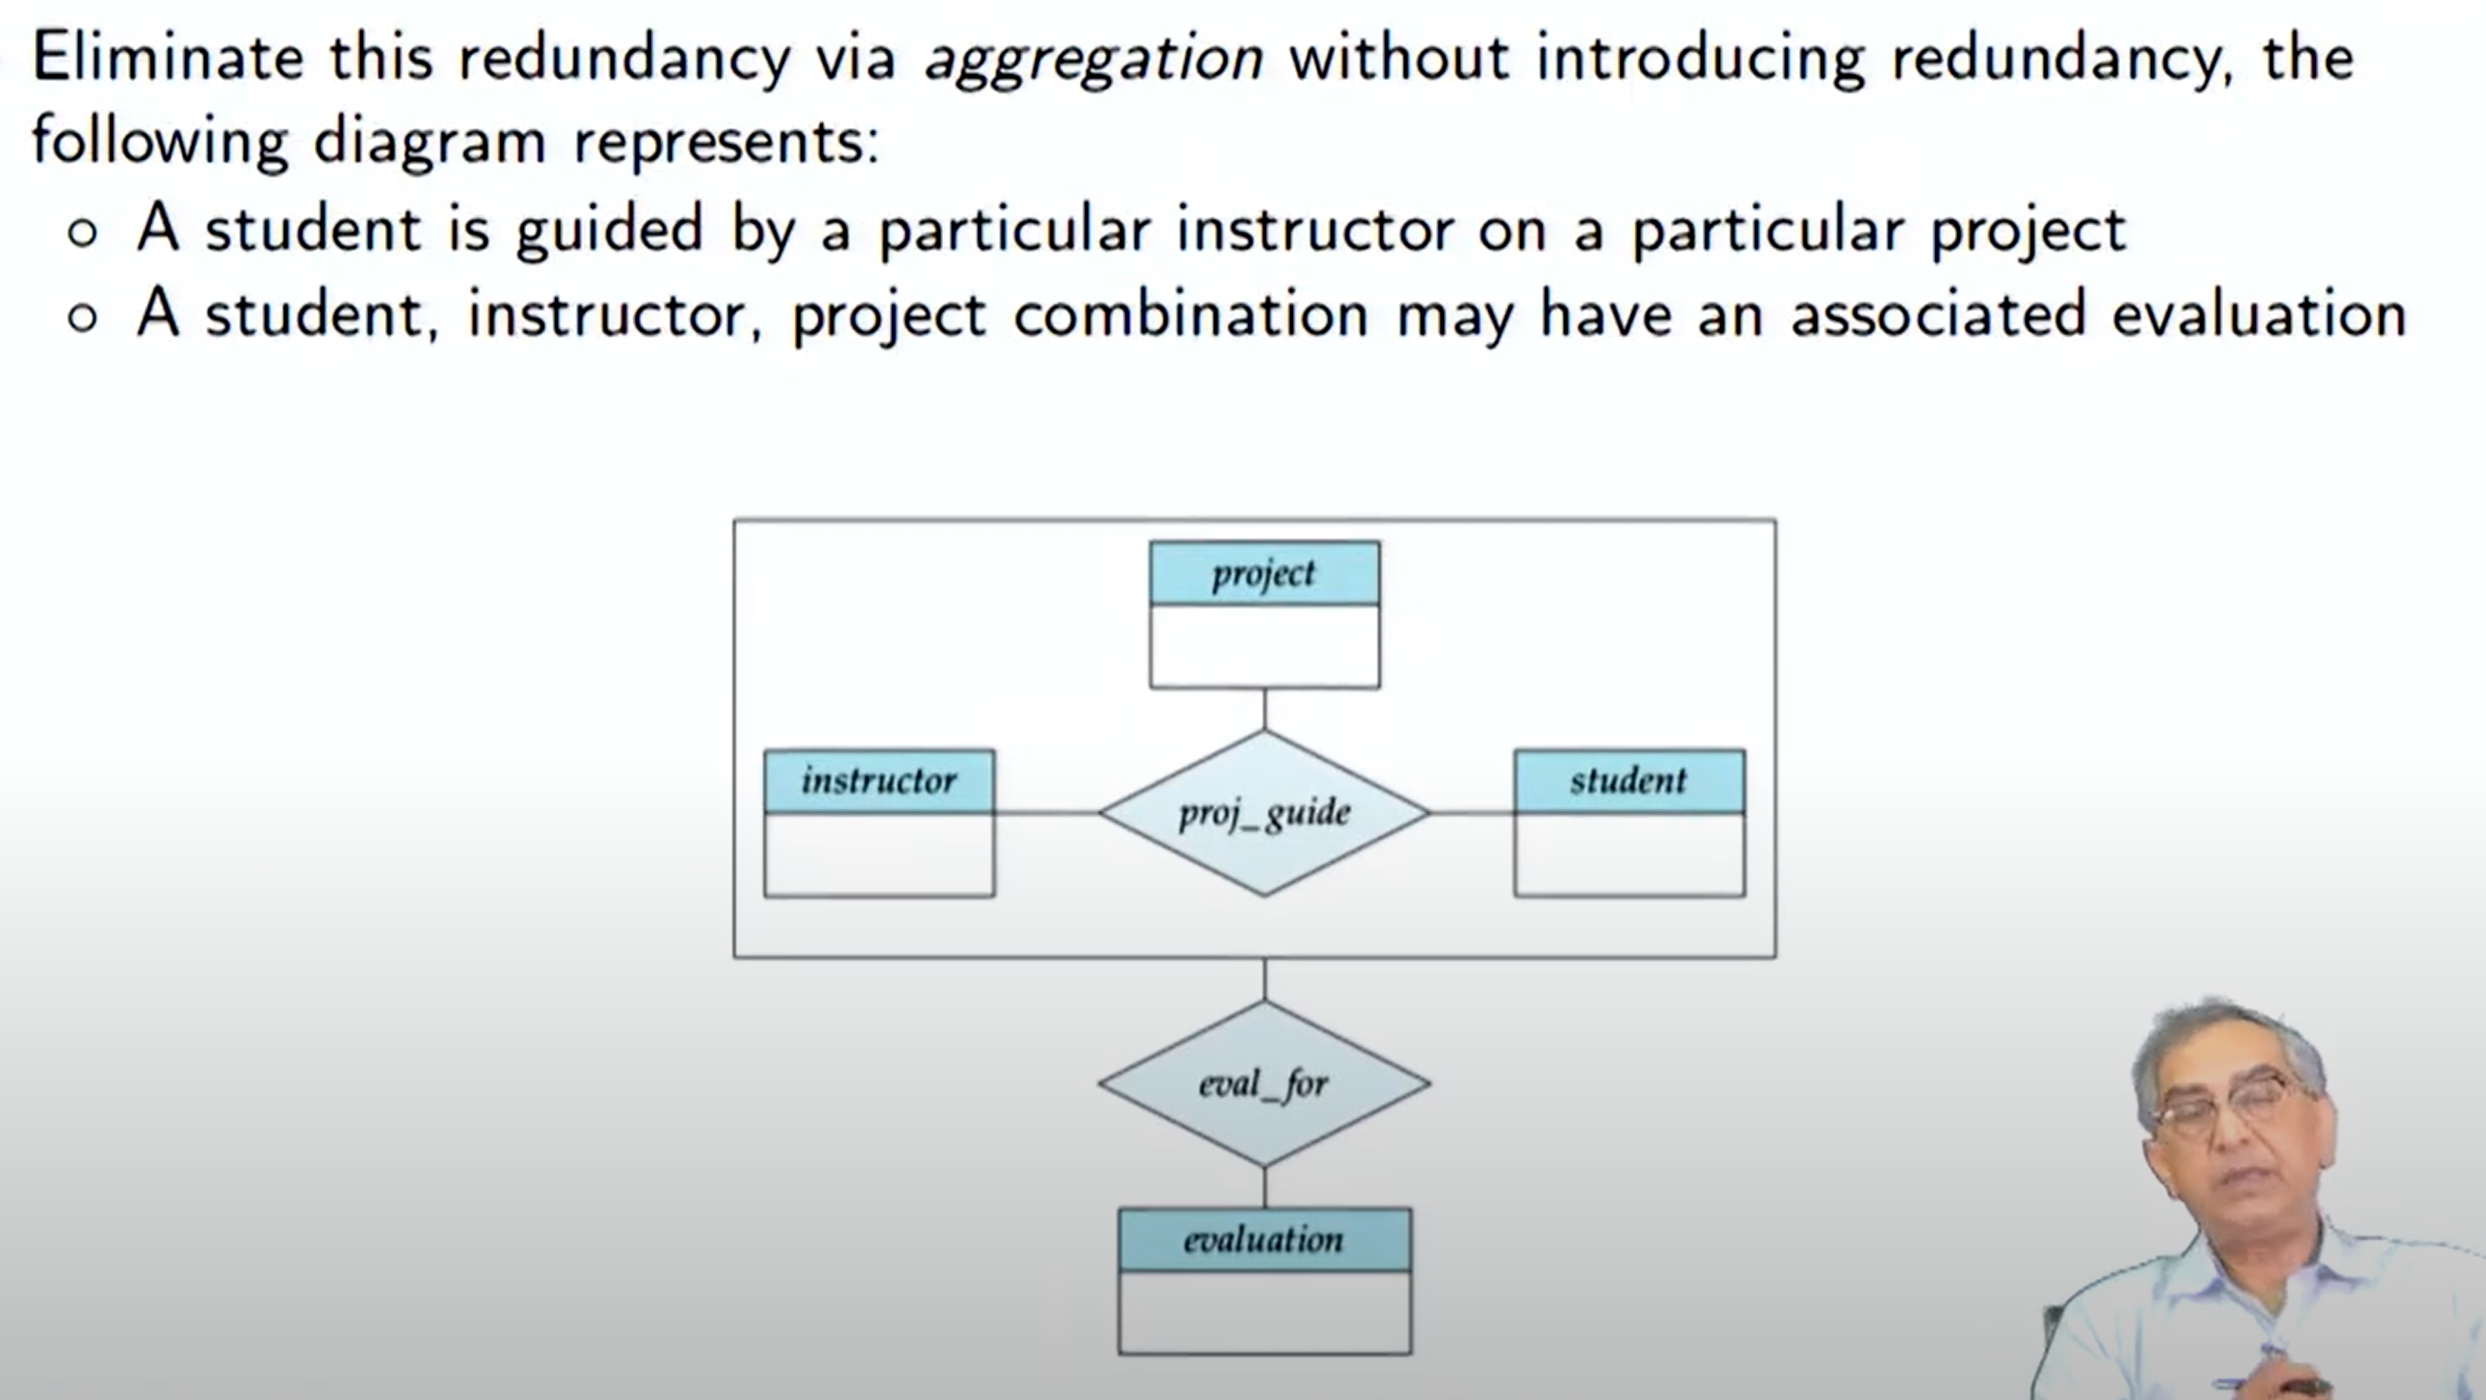 Eliminate this redundancy via aggregation without introducing redundancy, the
following diagram represents:
○ A student is guided by a particular instructor on a particular project
○ A student, instructor, project combination may have an associated evaluation
project
instructor
proj_guide
student
eval_for
evaluation